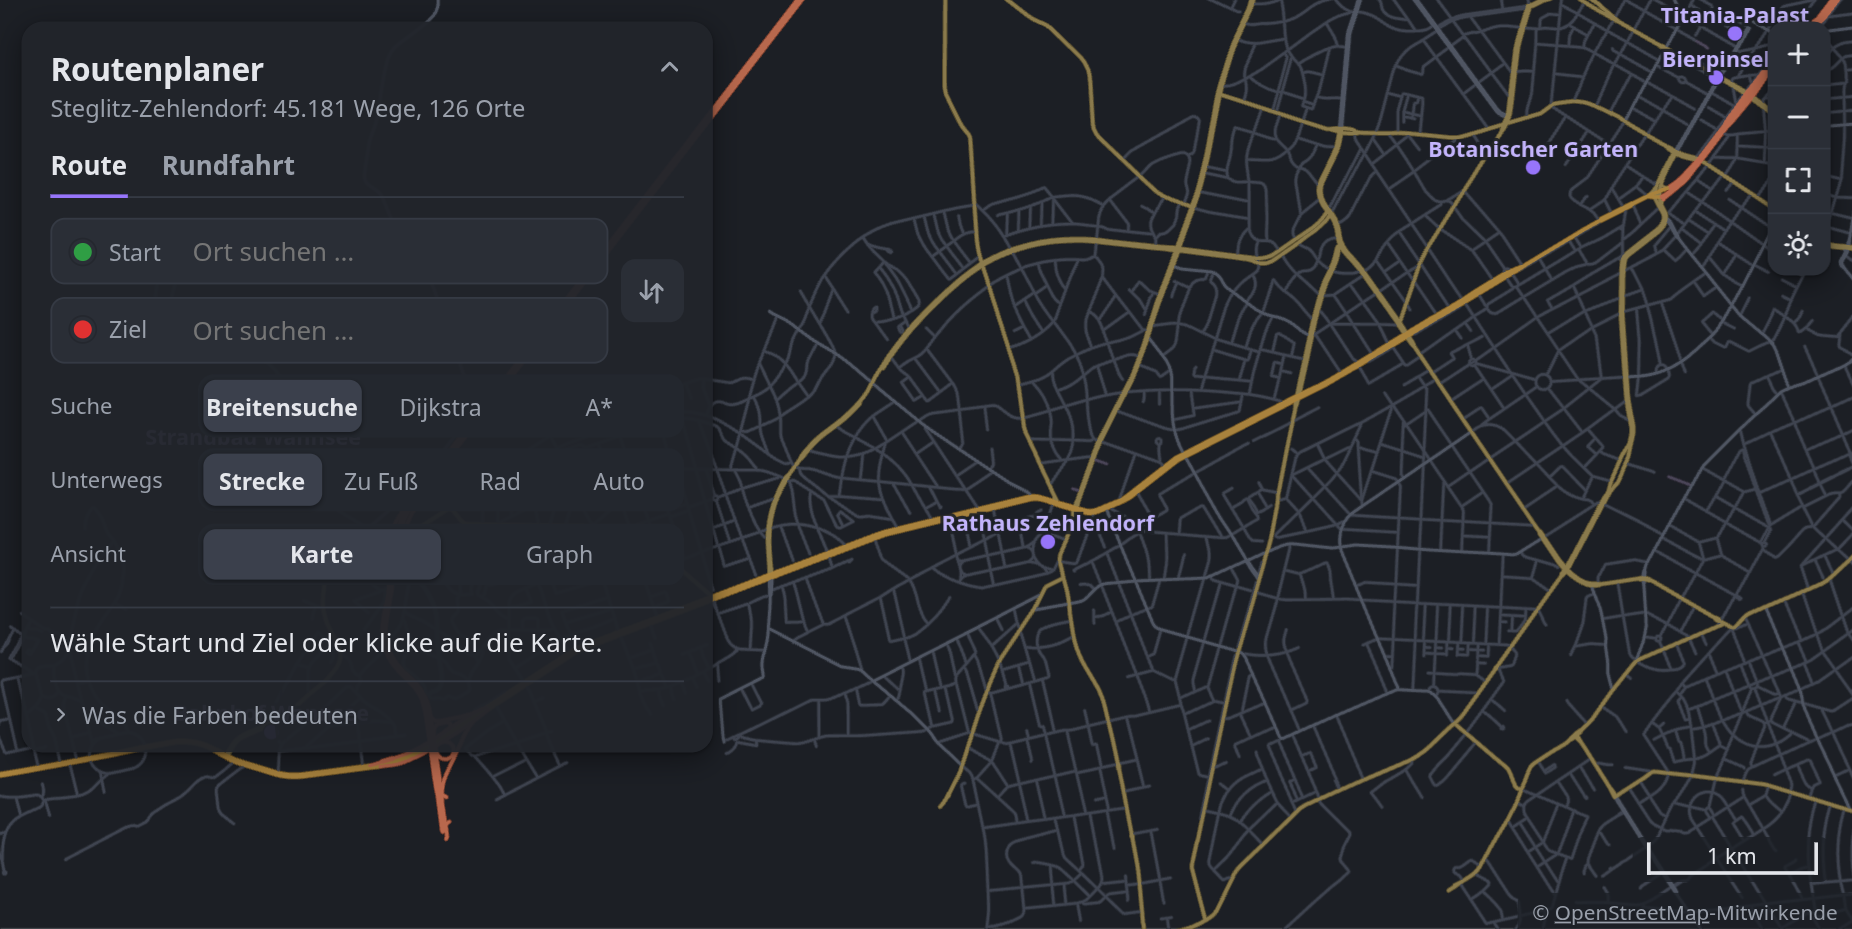 Routenplaner
Steglitz-Zehlendorf: 45.181 Wege, 126 Orte
Route Rundfahrt
Start Ort suchen ...
Ziel Ort suchen ...
Suche Breitensuche Dijkstra A*
Strandbad Wannsee
Unterwegs Strecke Zu Fuß Rad Auto
Ansicht Karte Graph
Wähle Start und Ziel oder klicke auf die Karte.
Was die Farben bedeuten
Titania-Palast
Bierpinsel
Botanischer Garten
Rathaus Zehlendorf
1 km
© OpenStreetMap-Mitwirkende